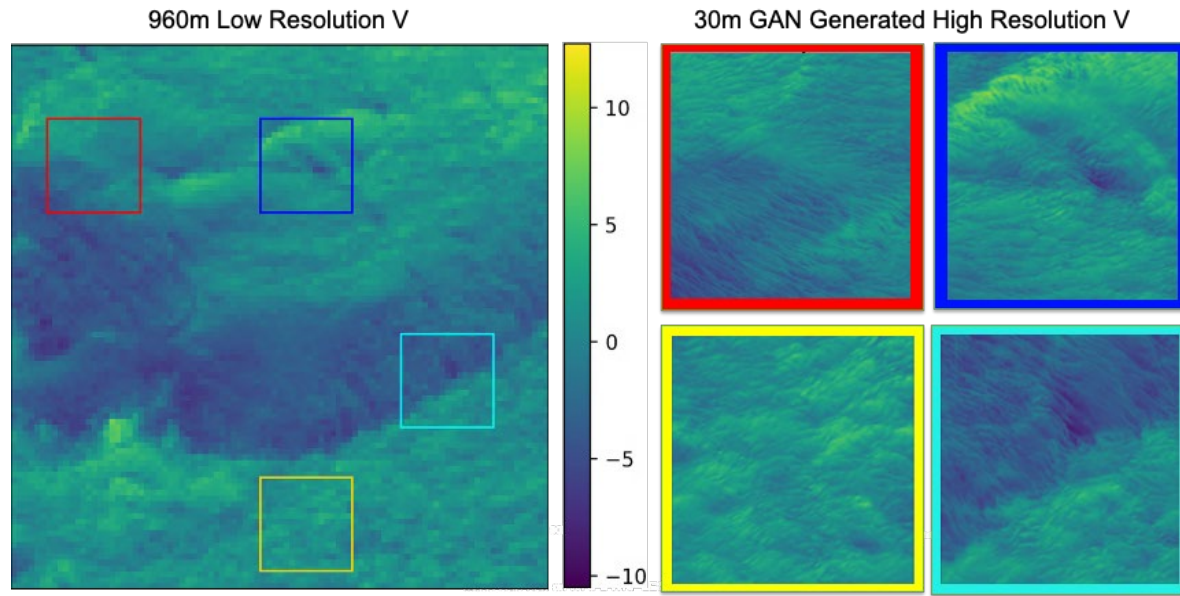 960m Low Resolution V
30m GAN Generated High Resolution V
10
5
0
−5
−10